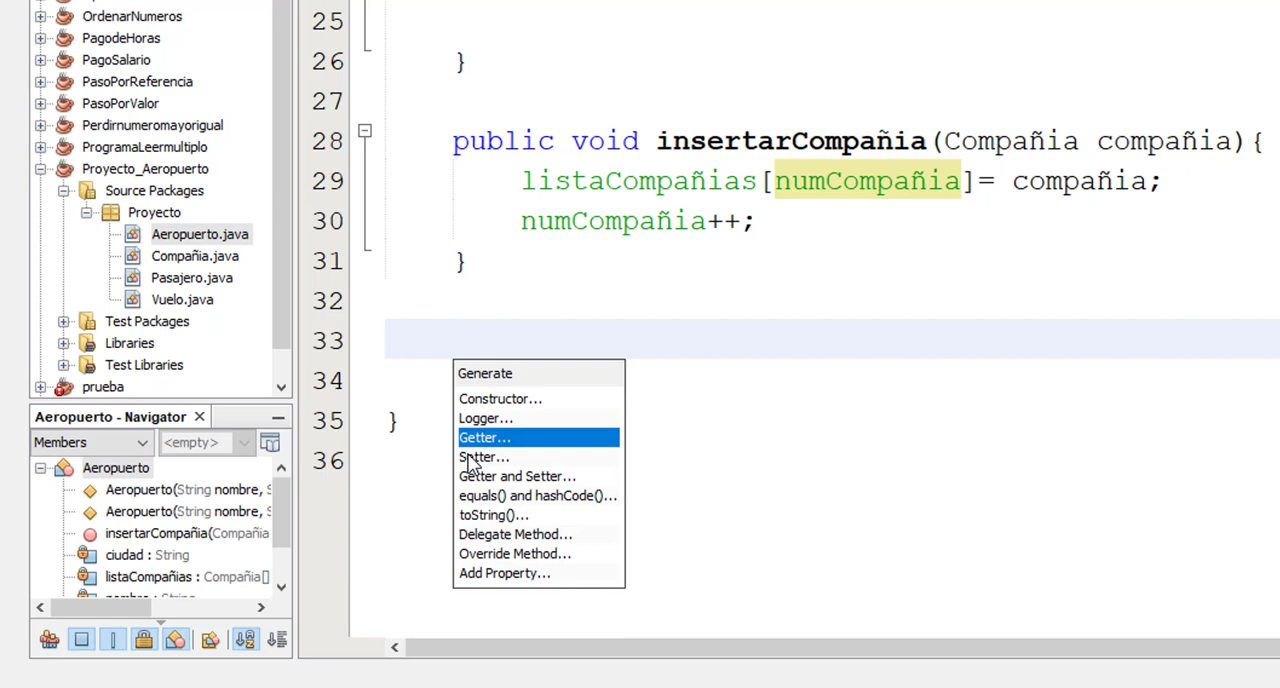 OrdenarNumeros
PagodeHoras
PagoSalario
PasoPorReferencia
PasoPorValor
Perdirnumeromayorigual
ProgramaLeermultiplo
Proyecto_Aeropuerto
Source Packages
Proyecto
Aeropuerto.java
Compañia.java
Pasajero.java
Vuelo.java
Test Packages
Libraries
Test Libraries
prueba
Aeropuerto - Navigator
Members
<empty>
Aeropuerto
Aeropuerto(String nombre,
Aeropuerto(String nombre,
insertarCompañia(Compañia
ciudad : String
listaCompañias : Compañia[]
25
26 }
27
28 public void insertarCompañia(Compañia compañia){
29 listaCompañias[numCompañia]= compañia;
30 numCompañia++;
31 }
32
33
34
35 }
36
Generate
Constructor...
Logger...
Getter...
Setter...
Getter and Setter...
equals() and hashCode()...
toString()...
Delegate Method...
Override Method...
Add Property...